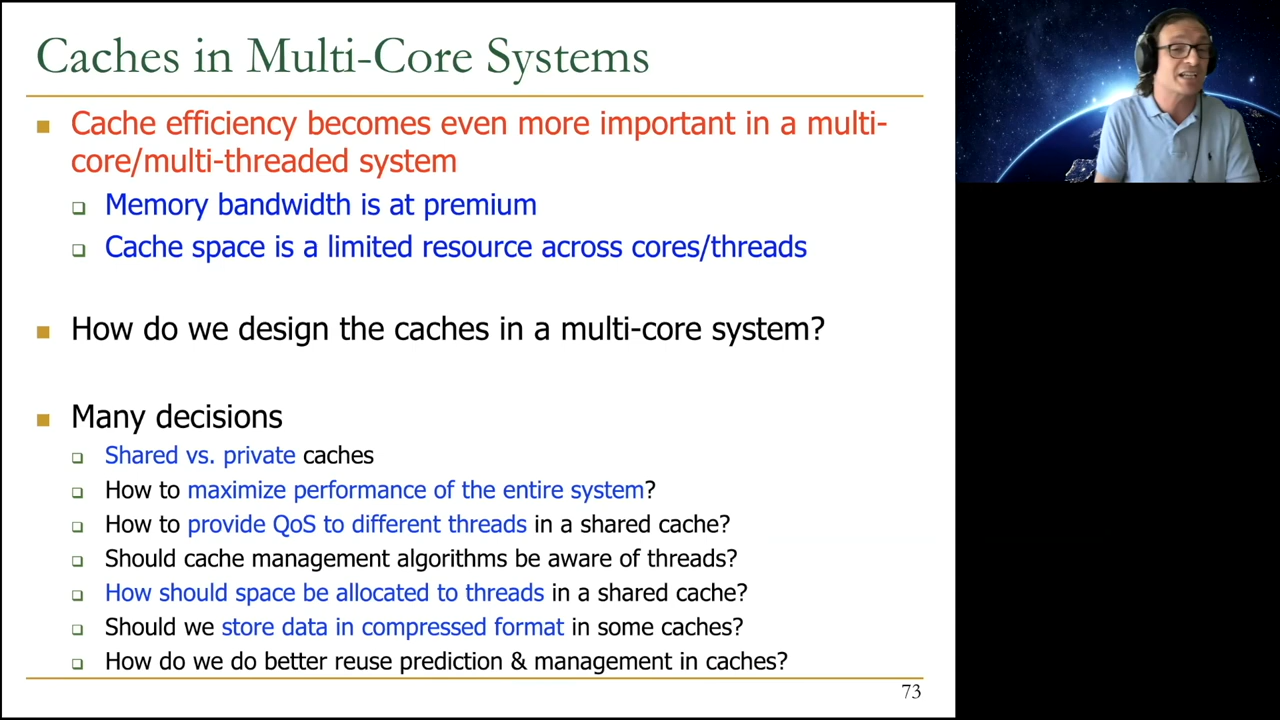 Caches in Multi-Core Systems
Cache efficiency becomes even more important in a multi-
core/multi-threaded system
Memory bandwidth is at premium
Cache space is a limited resource across cores/threads
How do we design the caches in a multi-core system?
Many decisions
Shared vs. private caches
How to maximize performance of the entire system?
How to provide QoS to different threads in a shared cache?
Should cache management algorithms be aware of threads?
How should space be allocated to threads in a shared cache?
Should we store data in compressed format in some caches?
How do we do better reuse prediction & management in caches?
73